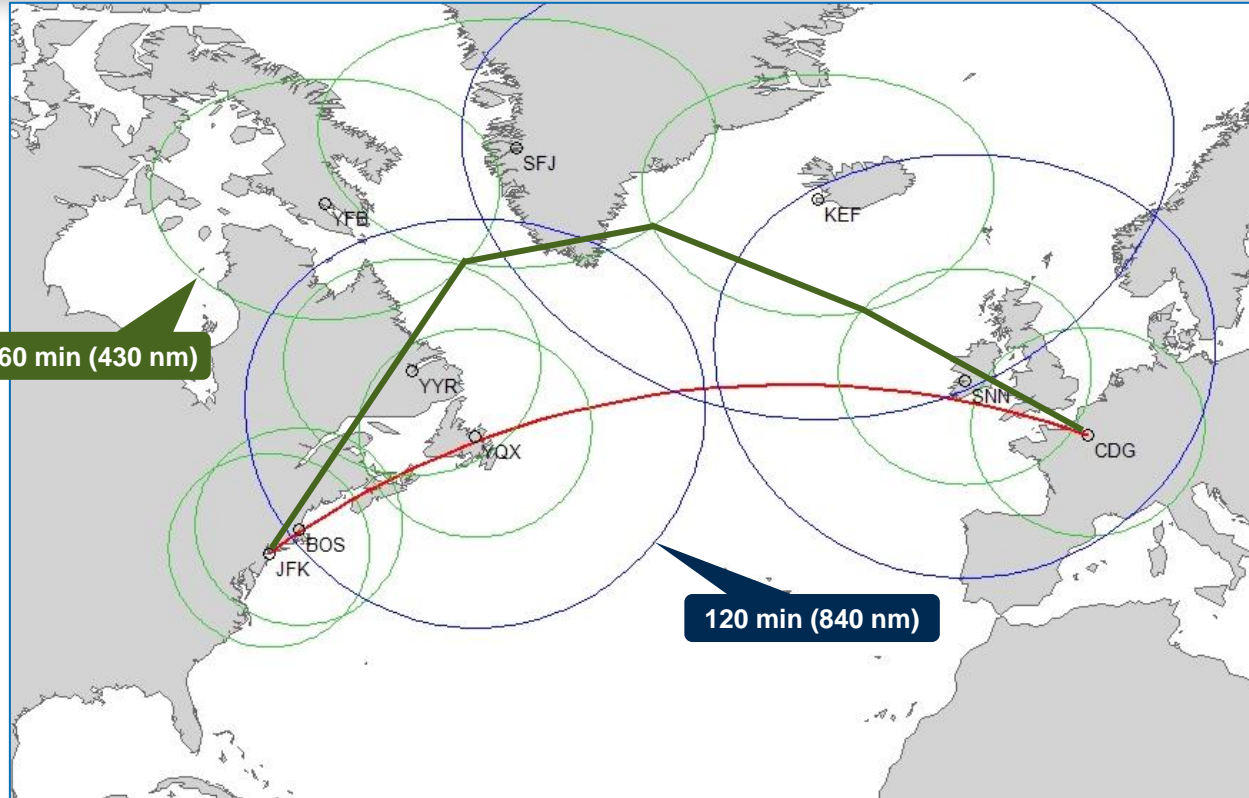 SFJ
YFB
KEF
60 min (430 nm)
YYR
SNN
YQX
CDG
BOS
JFK
120 min (840 nm)